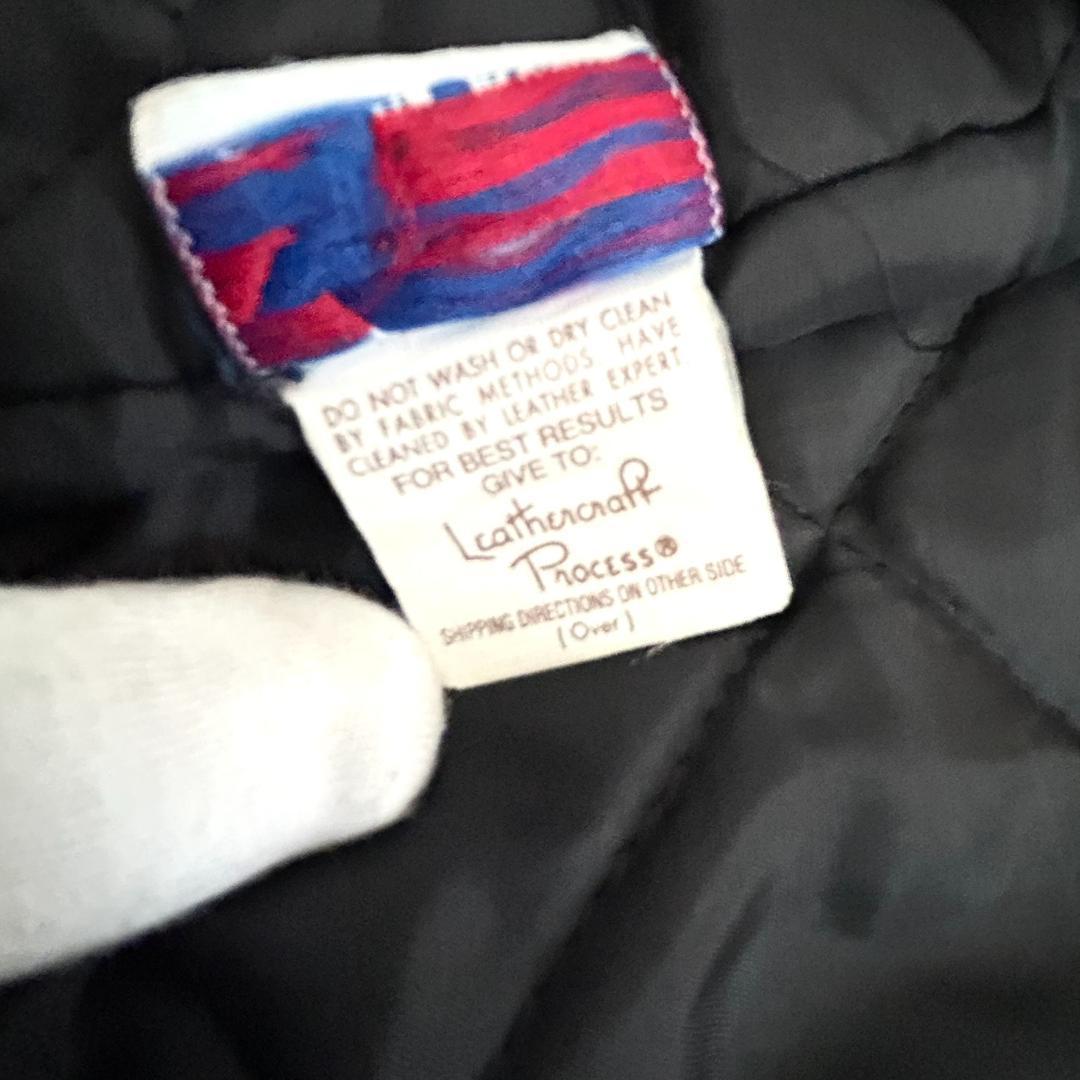 DO NOT WASH OR DRY CLEAN
BY FABRIC METHODS. HAVE
CLEANED BY LEATHER EXPERT.
FOR BEST RESULTS
GIVE TO:
Leathercraft
Process®
SHIPPING DIRECTIONS ON OTHER SIDE
(Over)